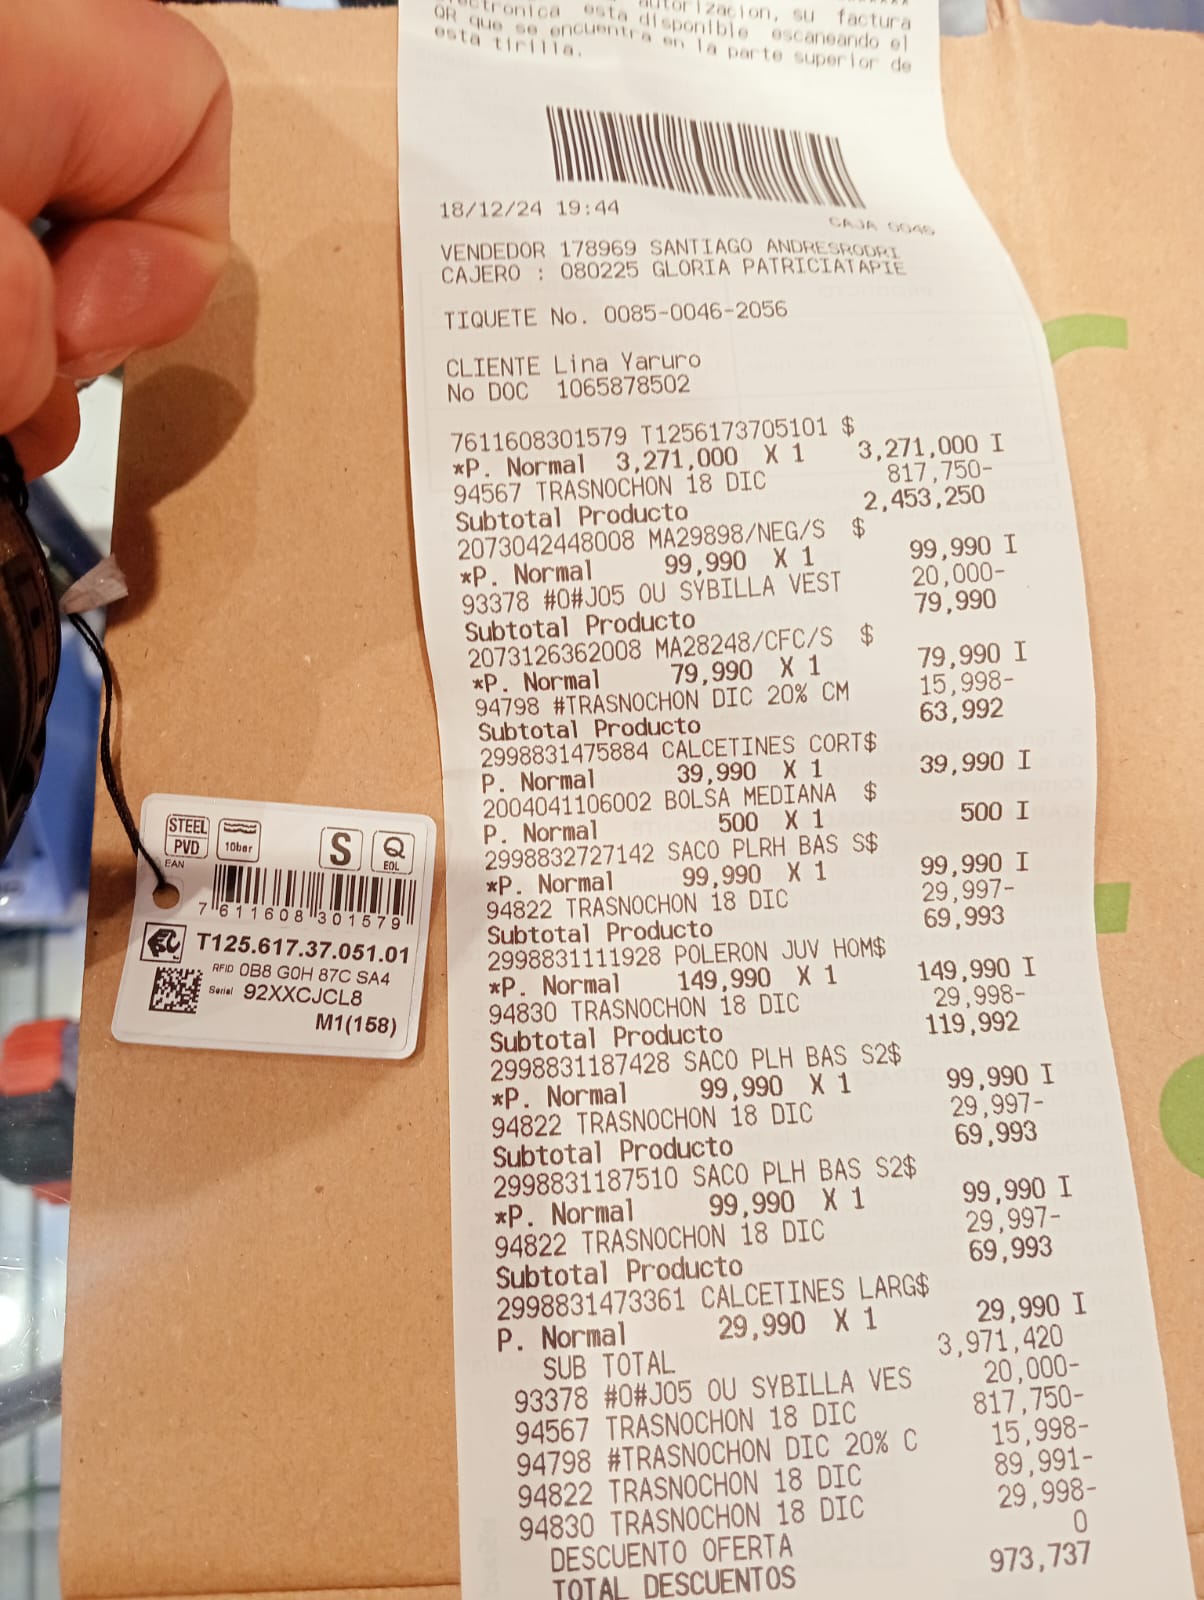 autorización, su factura
electronica esta disponible escaneando el
QR que se encuentra en la parte superior de
esta tirilla.
18/12/24 19:44
CAJA 0046
VENDEDOR 178969 SANTIAGO ANDRESRODRI
CAJERO : 080225 GLORIA PATRICIATAPIE
TIQUETE No. 0085-0046-2056
CLIENTE Lina Yaruro
No DOC 1065878502
7611608301579 T1256173705101 $
*P. Normal 3,271,000 X 1 3,271,000 I
94567 TRASNOCHON 18 DIC 817,750-
Subtotal Producto 2,453,250
2073042448008 MA29898/NEG/S $
*P. Normal 99,990 X 1 99,990 I
93378 #0#J05 OU SYBILLA VEST 20,000-
Subtotal Producto 79,990
2073126362008 MA28248/CFC/S $
*P. Normal 79,990 X 1 79,990 I
94798 #TRASNOCHON DIC 20% CM 15,998-
Subtotal Producto 63,992
2998831475884 CALCETINES CORT$
P. Normal 39,990 X 1 39,990 I
2004041106002 BOLSA MEDIANA $
P. Normal 500 X 1 500 I
2998832727142 SACO PLRH BAS S$
*P. Normal 99,990 X 1 99,990 I
94822 TRASNOCHON 18 DIC 29,997-
Subtotal Producto 69,993
2998831111928 POLERON JUV HOM$
*P. Normal 149,990 X 1 149,990 I
94830 TRASNOCHON 18 DIC 29,998-
Subtotal Producto 119,992
2998831187428 SACO PLH BAS S2$
*P. Normal 99,990 X 1 99,990 I
94822 TRASNOCHON 18 DIC 29,997-
Subtotal Producto 69,993
2998831187510 SACO PLH BAS S2$
*P. Normal 99,990 X 1 99,990 I
94822 TRASNOCHON 18 DIC 29,997-
Subtotal Producto 69,993
2998831473361 CALCETINES LARG$
P. Normal 29,990 X 1 29,990 I
SUB TOTAL 3,971,420
93378 #0#J05 OU SYBILLA VES 20,000-
94567 TRASNOCHON 18 DIC 817,750-
94798 #TRASNOCHON DIC 20% C 15,998-
94822 TRASNOCHON 18 DIC 89,991-
94830 TRASNOCHON 18 DIC 29,998-
DESCUENTO OFERTA 0
TOTAL DESCUENTOS 973,737
STEEL
PVD
10bar
S
Q
EOL
EAN
7 611608 301579
T125.617.37.051.01
RFID 0B8 G0H 87C SA4
Serial 92XXCJCL8
M1(158)